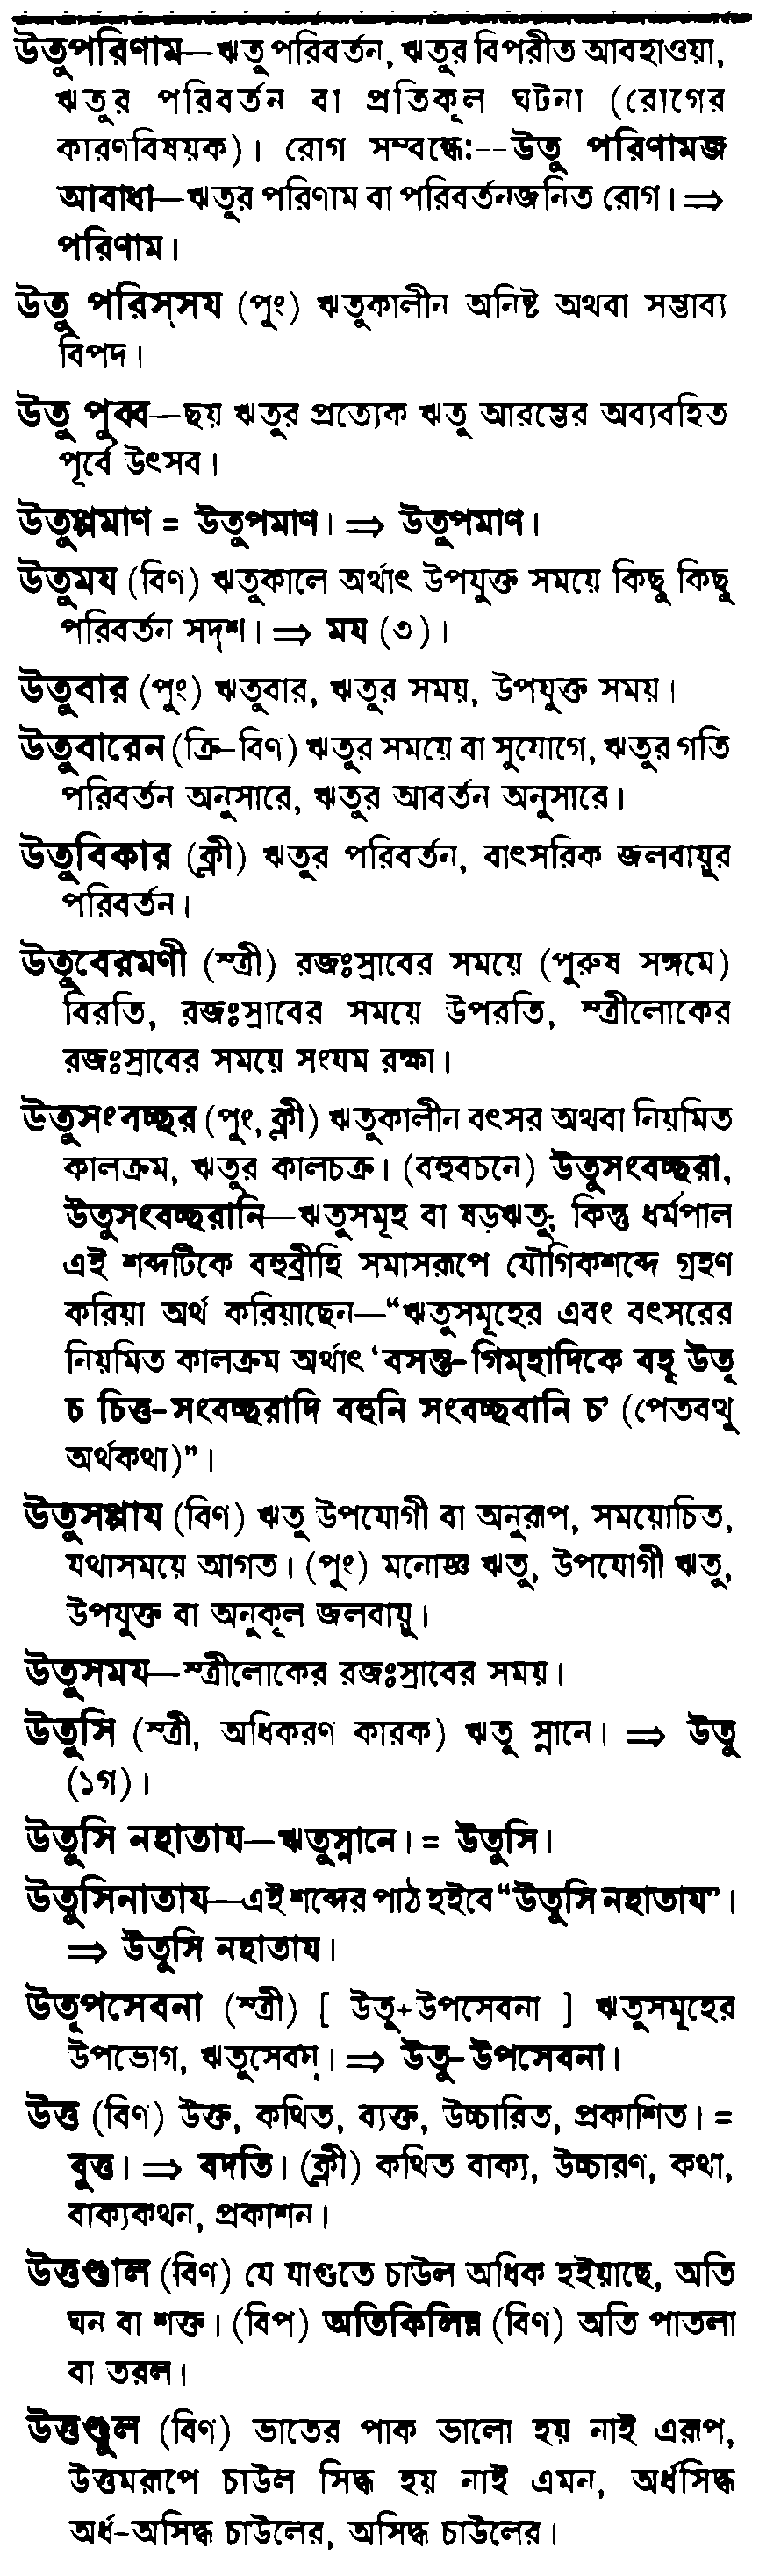 উতুপরিণাম—ঋতু পরিবর্তন, ঋতুর বিপরীত আবহাওয়া,
ঋতুর পরিবর্তন বা প্রতিকূল ঘটনা (রোগের
কারণবিষয়ক)। রোগ সম্বন্ধে:--উতু পরিণামজ
আবাধা—ঋতুর পরিণাম বা পরিবর্তনজনিত রোগ। ⇒
পরিণাম।
উতু পরিস্সয (পুং) ঋতুকালীন অনিষ্ট অথবা সম্ভাব্য
বিপদ।
উতু পুব্ব—ছয় ঋতুর প্রত্যেক ঋতু আরম্ভের অব্যবহিত
পূর্বে উৎসব।
উতুপ্পমাণ = উতুপমাণ। ⇒ উতুপমাণ।
উতুময (বিণ) ঋতুকালে অর্থাৎ উপযুক্ত সময়ে কিছু কিছু
পরিবর্তন সদৃশ। ⇒ ময (৩)।
উতুবার (পুং) ঋতুবার, ঋতুর সময়, উপযুক্ত সময়।
উতুবারেন (ক্রি-বিণ) ঋতুর সময়ে বা সুযোগে, ঋতুর গতি
পরিবর্তন অনুসারে, ঋতুর আবর্তন অনুসারে।
উতুবিকার (ক্লী) ঋতুর পরিবর্তন, বাৎসরিক জলবায়ুর
পরিবর্তন।
উতুবেরমণী (স্ত্রী) রজঃস্রাবের সময়ে (পুরুষ সঙ্গমে)
বিরতি, রজঃস্রাবের সময়ে উপরতি, স্ত্রীলোকের
রজঃস্রাবের সময়ে সংযম রক্ষা।
উতুসংবচ্ছর (পুং, ক্লী) ঋতুকালীন বৎসর অথবা নিয়মিত
কালক্রম, ঋতুর কালচক্র। (বহুবচনে) উতুসংবচ্ছরা,
উতুসংবচ্ছরানি—ঋতুসমূহ বা ষড়ঋতু; কিন্তু ধর্মপাল
এই শব্দটিকে বহুব্রীহি সমাসরূপে যৌগিকশব্দে গ্রহণ
করিয়া অর্থ করিয়াছেন—“ঋতুসমূহের এবং বৎসরের
নিয়মিত কালক্রম অর্থাৎ ‘বসন্ত-গিম্হাদিকে বহূ উতূ
চ চিত্ত-সংবচ্ছরাদি বহুনি সংবচ্ছবানি চ’ (পেতবত্থু
অর্থকথা)”।
উতুসপ্পায (বিণ) ঋতু উপযোগী বা অনুরূপ, সময়োচিত,
যথাসময়ে আগত। (পুং) মনোজ্ঞ ঋতু, উপযোগী ঋতু,
উপযুক্ত বা অনুকূল জলবায়ু।
উতুসময—স্ত্রীলোকের রজঃস্রাবের সময়।
উতুসি (স্ত্রী, অধিকরণ কারক) ঋতু স্নানে। ⇒ উতু
(১গ)।
উতুসি নহাতায—ঋতুস্নানে। = উতুসি।
উতুসিনাতায—এই শব্দের পাঠ হইবে “উতুসি নহাতায”।
⇒ উতুসি নহাতায।
উতূপসেবনা (স্ত্রী) [ উতু+উপসেবনা ] ঋতুসমূহের
উপভোগ, ঋতুসেবন। ⇒ উতু-উপসেবনা।
উত্ত (বিণ) উক্ত, কথিত, ব্যক্ত, উচ্চারিত, প্রকাশিত। =
বুত্ত। ⇒ বদতি। (ক্লী) কথিত বাক্য, উচ্চারণ, কথা,
বাক্যকথন, প্রকাশন।
উত্তণ্ডাল (বিণ) যে যাগুতে চাউল অধিক হইয়াছে, অতি
ঘন বা শক্ত। (বিপ) অতিকিলিন্ন (বিণ) অতি পাতলা
বা তরল।
উত্তণ্ডুল (বিণ) ভাতের পাক ভালো হয় নাই এরূপ,
উত্তমরূপে চাউল সিদ্ধ হয় নাই এমন, অর্ধসিদ্ধ
অর্ধ-অসিদ্ধ চাউলের, অসিদ্ধ চাউলের।